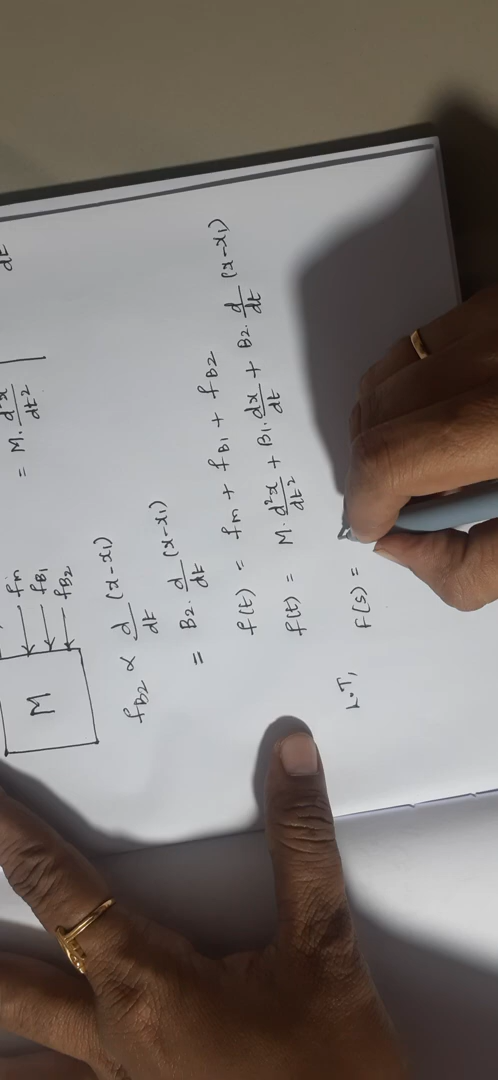 dt
= M. d²x/dt²
fm
fB1
fB2
M
fB2 ∝ d/dt (x-x1)
= B2. d/dt (x-x1)
f(t) = fm + fB1 + fB2
f(t) = M. d²x/dt² + B1. dx/dt + B2. d/dt (x-x1)
L.T, F(s) =